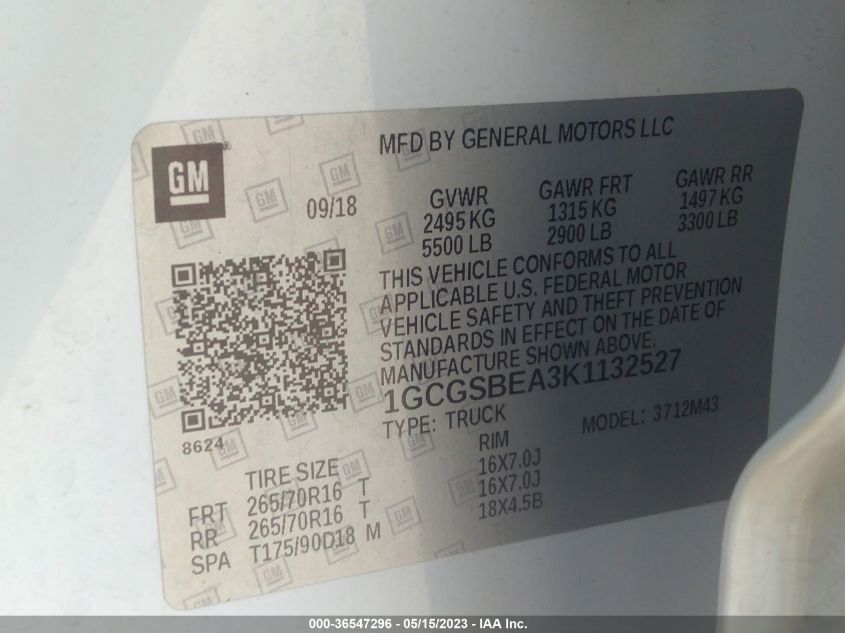 GM
MFD BY GENERAL MOTORS LLC
09/18
GVWR GAWR FRT GAWR RR
2495 KG 1315 KG 1497 KG
5500 LB 2900 LB 3300 LB
THIS VEHICLE CONFORMS TO ALL
APPLICABLE U.S. FEDERAL MOTOR
VEHICLE SAFETY AND THEFT PREVENTION
STANDARDS IN EFFECT ON THE DATE OF
MANUFACTURE SHOWN ABOVE.
1GCGSBEA3K1132527
TYPE: TRUCK MODEL: 3712M43
8624
TIRE SIZE RIM
FRT 265/70R16 T 16X7.0J
RR 265/70R16 T 16X7.0J
SPA T175/90D18 M 18X4.5B
000-36547296 - 05/15/2023 - IAA Inc.